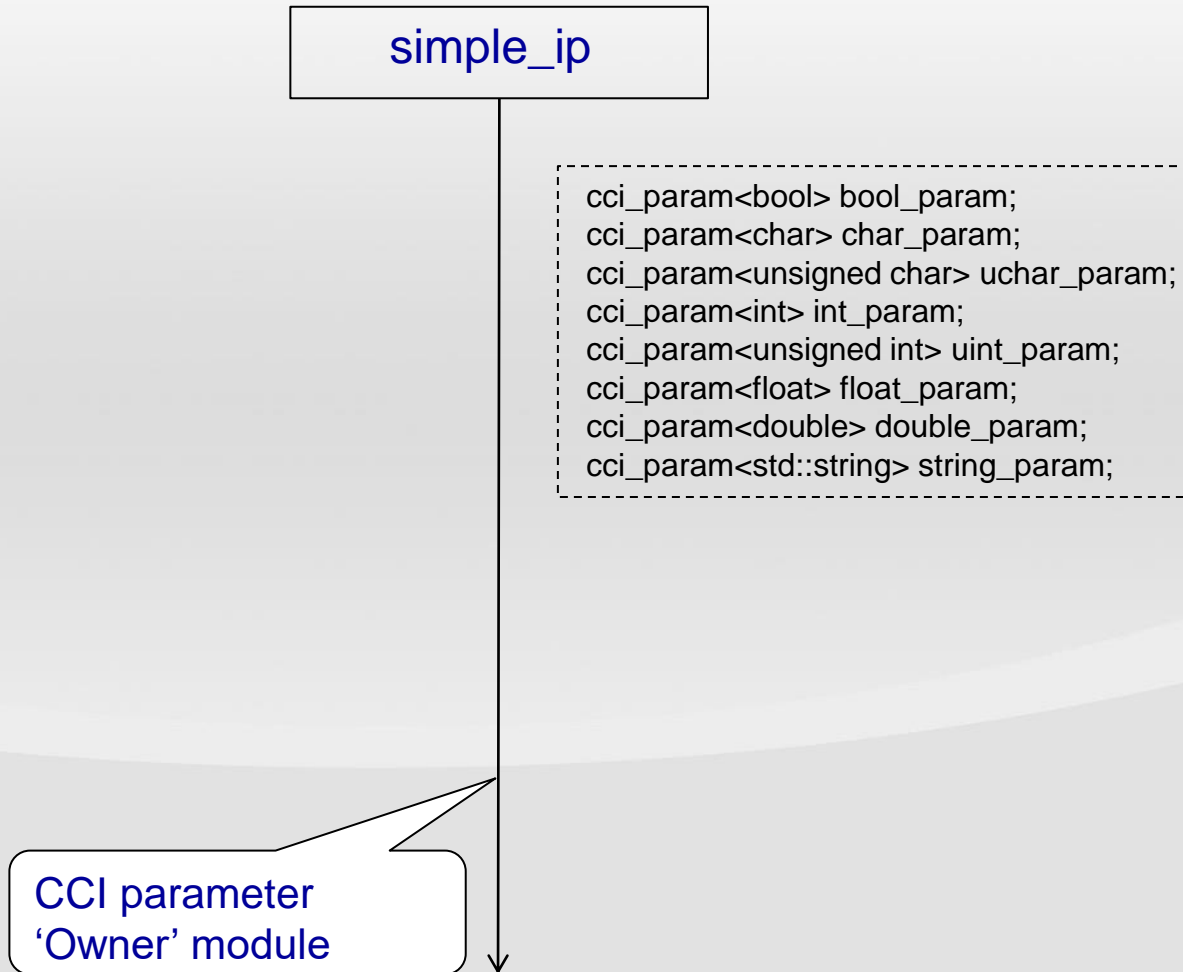 simple_ip
cci_param<bool> bool_param;
cci_param<char> char_param;
cci_param<unsigned char> uchar_param;
cci_param<int> int_param;
cci_param<unsigned int> uint_param;
cci_param<float> float_param;
cci_param<double> double_param;
cci_param<std::string> string_param;
CCI parameter
‘Owner’ module